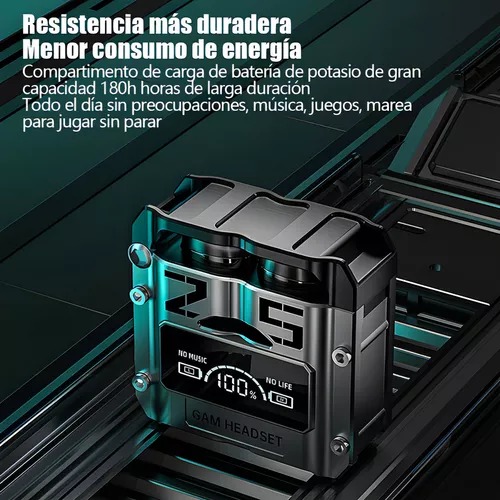 Resistencia más duradera
Menor consumo de energía
Compartimento de carga de batería de potasio de gran
capacidad 180h horas de larga duración
Todo el día sin preocupaciones, música, juegos, marea
para jugar sin parar
25
NO MUSIC
NO LIFE
100%
GAM HEADSET